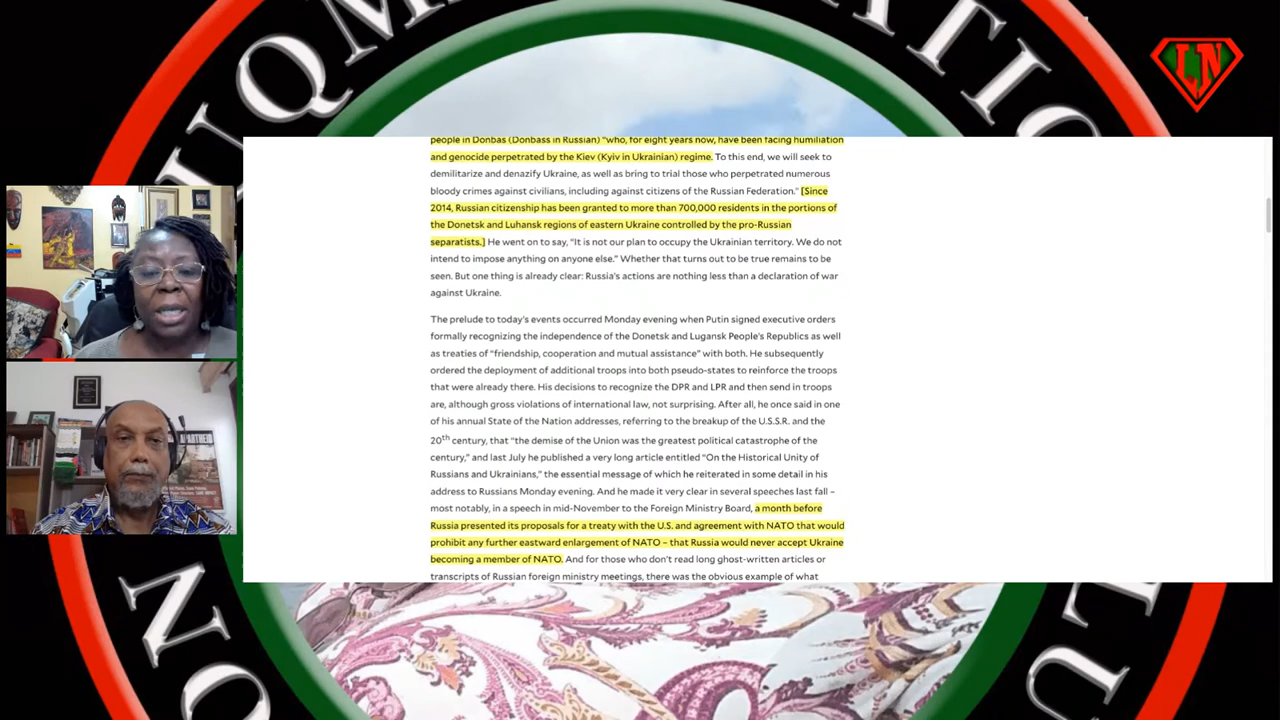 UQM
ATIO
LN
people in Donbas (Donbass in Russian) "who, for eight years now, have been facing humiliation
and genocide perpetrated by the Kiev (Kyiv in Ukrainian) regime. To this end, we will seek to
demilitarize and denazify Ukraine, as well as bring to trial those who perpetrated numerous
bloody crimes against civilians, including against citizens of the Russian Federation." [Since
2014, Russian citizenship has been granted to more than 700,000 residents in the portions of
the Donetsk and Luhansk regions of eastern Ukraine controlled by the pro-Russian
separatists.] He went on to say, "It is not our plan to occupy the Ukrainian territory. We do not
intend to impose anything on anyone else." Whether that turns out to be true remains to be
seen. But one thing is already clear: Russia's actions are nothing less than a declaration of war
against Ukraine.
The prelude to today's events occurred Monday evening when Putin signed executive orders
formally recognizing the independence of the Donetsk and Lugansk People's Republics as well
as treaties of "friendship, cooperation and mutual assistance" with both. He subsequently
ordered the deployment of additional troops into both pseudo-states to reinforce the troops
that were already there. His decisions to recognize the DPR and LPR and then send in troops
are, although gross violations of international law, not surprising. After all, he once said in one
of his annual State of the Nation addresses, referring to the breakup of the U.S.S.R. and the
20th century, that "the demise of the Union was the greatest political catastrophe of the
century," and last July he published a very long article entitled "On the Historical Unity of
Russians and Ukrainians," the essential message of which he reiterated in some detail in his
address to Russians Monday evening. And he made it very clear in several speeches last fall –
most notably, in a speech in mid-November to the Foreign Ministry Board, a month before
Russia presented its proposals for a treaty with the U.S. and agreement with NATO that would
prohibit any further eastward enlargement of NATO – that Russia would never accept Ukraine
becoming a member of NATO. And for those who don't read long ghost-written articles or
transcripts of Russian foreign ministry meetings, there was the obvious example of what
APARTHEID
NO
TU